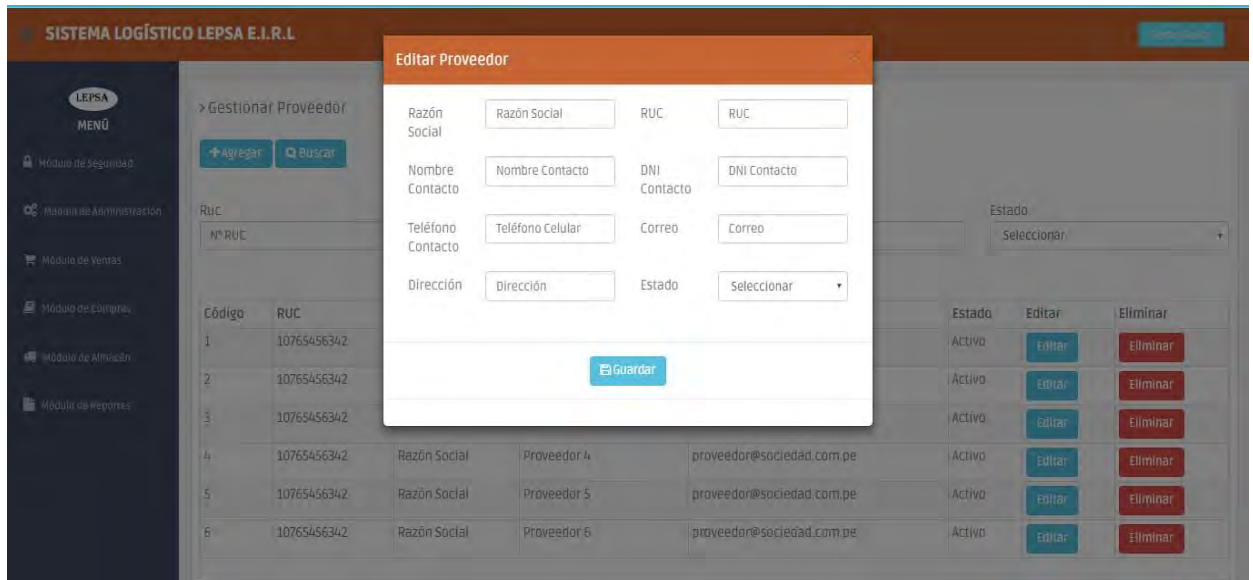 SISTEMA LOGÍSTICO LEPSA E.I.R.L
Editar Proveedor
LEPSA
MENÚ
Módulo de Seguridad
Módulo de Administración
Módulo de Ventas
Módulo de Compras
Módulo de Almacén
Módulo de Reportes
>Gestionar Proveedor
Agregar Buscar
Ruc Estado
N° RUC Seleccionar
Razón Social Razón Social RUC RUC
Nombre Contacto Nombre Contacto DNI Contacto DNI Contacto
Teléfono Contacto Teléfono Celular Correo Correo
Dirección Dirección Estado Seleccionar
Guardar
Código RUC Estado Editar Eliminar
1 10765456342 Activo Editar Eliminar
2 10765456342 Activo Editar Eliminar
3 10765456342 Activo Editar Eliminar
4 10765456342 Razón Social Proveedor 4 proveedor@sociedad.com.pe Activo Editar Eliminar
5 10765456342 Razón Social Proveedor 5 proveedor@sociedad.com.pe Activo Editar Eliminar
6 10765456342 Razón Social Proveedor 6 proveedor@sociedad.com.pe Activo Editar Eliminar